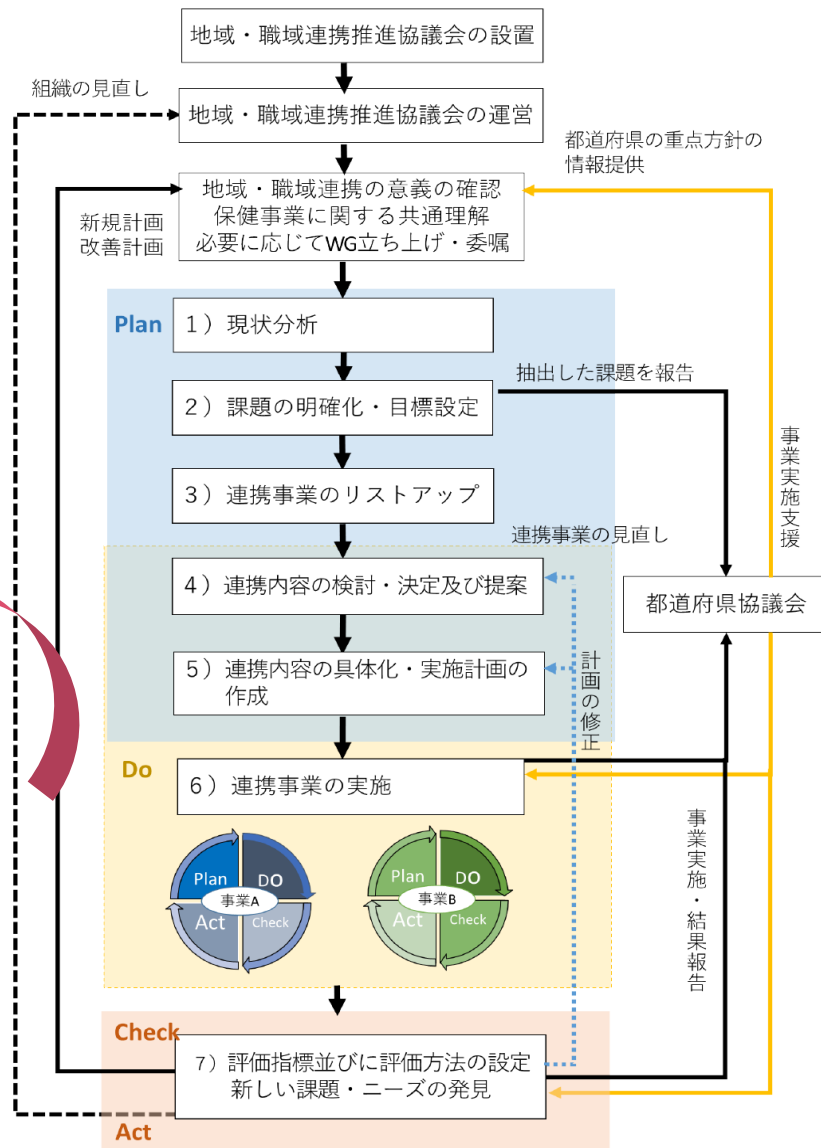 地域・職域連携推進協議会の設置
組織の見直し
地域・職域連携推進協議会の運営
都道府県の重点方針の
情報提供
地域・職域連携の意義の確認
保健事業に関する共通理解
必要に応じてWG立ち上げ・委嘱
新規計画
改善計画
Plan
1）現状分析
抽出した課題を報告
2）課題の明確化・目標設定
事業実施支援
3）連携事業のリストアップ
連携事業の見直し
4）連携内容の検討・決定及び提案
都道府県協議会
5）連携内容の具体化・実施計画の
作成
計画の修正
Do
6）連携事業の実施
事業実施・結果報告
Plan
DO
事業A
Act
Check
Plan
DO
事業B
Act
Check
Check
7）評価指標並びに評価方法の設定
新しい課題・ニーズの発見
Act